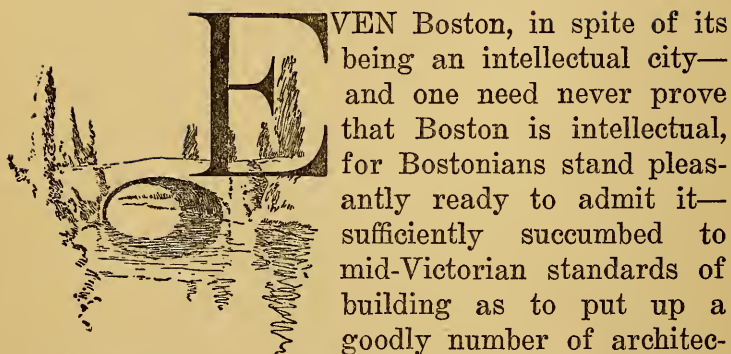 EVEN Boston, in spite of its
being an intellectual city—
and one need never prove
that Boston is intellectual,
for Bostonians stand pleas-
antly ready to admit it—
sufficiently succumbed to
mid-Victorian standards of
building as to put up a
goodly number of architec-